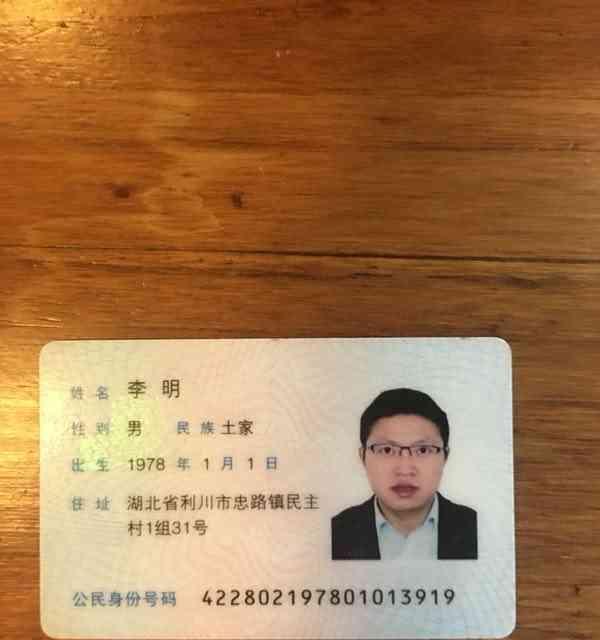 姓名 李明
性别 男 民族 土家
出生 1978 年 1 月 1 日
住址 湖北省利川市忠路镇民主
村1组31号
公民身份号码 422802197801013919